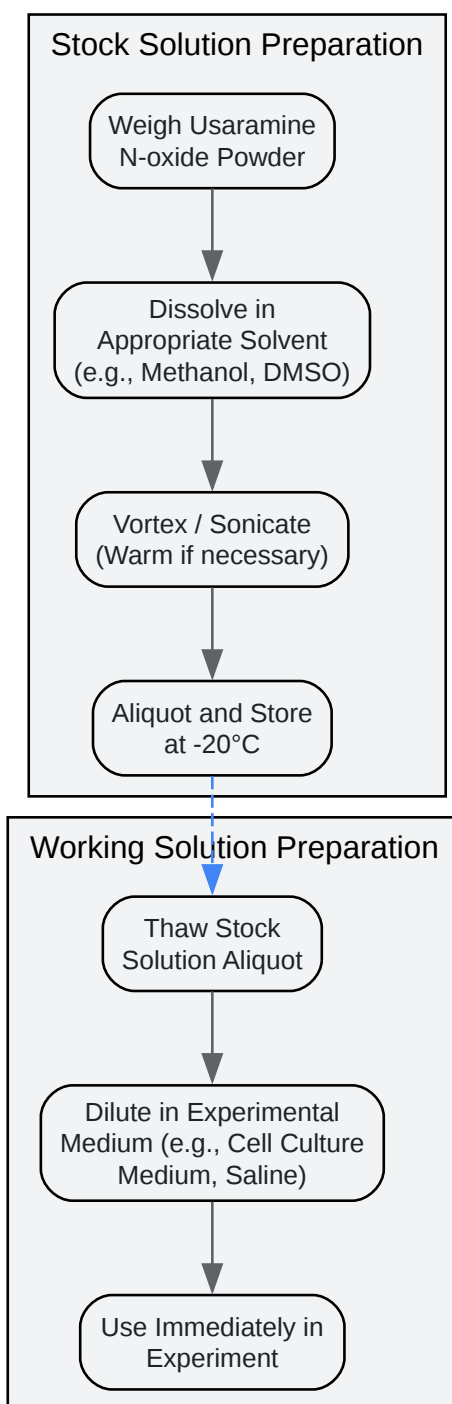 Stock Solution Preparation
Weigh Usaramine
N-oxide Powder
Dissolve in
Appropriate Solvent
(e.g., Methanol, DMSO)
Vortex / Sonicate
(Warm if necessary)
Aliquot and Store
at -20°C
Working Solution Preparation
Thaw Stock
Solution Aliquot
Dilute in Experimental
Medium (e.g., Cell Culture
Medium, Saline)
Use Immediately in
Experiment